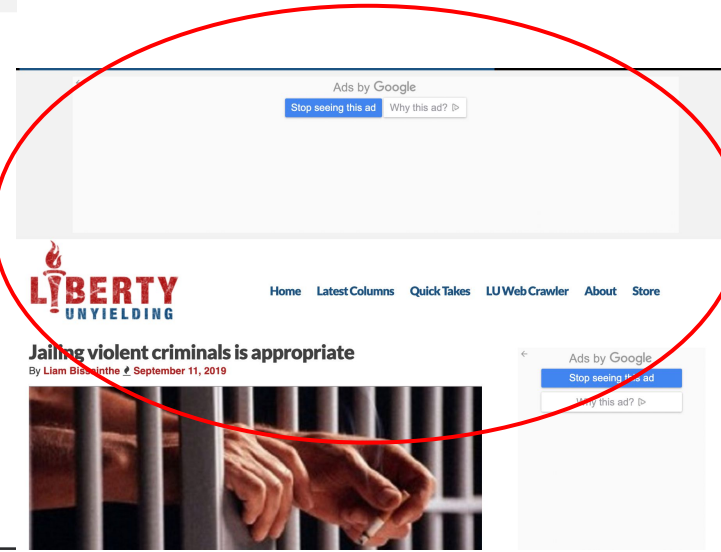 Ads by Google
Stop seeing this ad Why this ad?
LIBERTY
UNYIELDING
Home Latest Columns Quick Takes LU Web Crawler About Store
Jailing violent criminals is appropriate
By Liam Bissainthe September 11, 2019
Ads by Google
Stop seeing this ad
Why this ad?